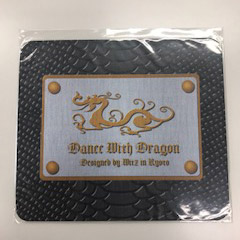 Dance With Dragon
Designed by Wiz in Kyoto